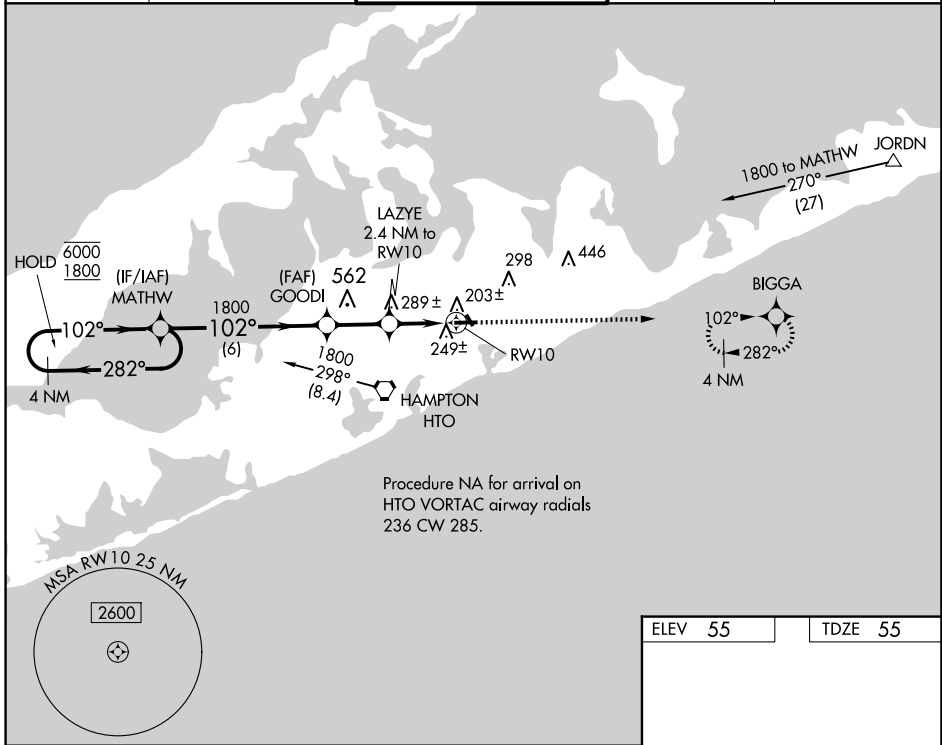 JORDN
1800 to MATHW
270°
(27)
LAZYE
2.4 NM to
RW10
HOLD
6000
1800
(IF/IAF)
MATHW
(FAF)
GOODI
562
298
446
289±
203±
BIGGA
102°
1800
102°
(6)
102°
249±
RW10
282°
282°
4 NM
1800
298°
(8.4)
HAMPTON
HTO
4 NM
Procedure NA for arrival on
HTO VORTAC airway radials
236 CW 285.
MSA RW10 25 NM
2600
ELEV 55
TDZE 55